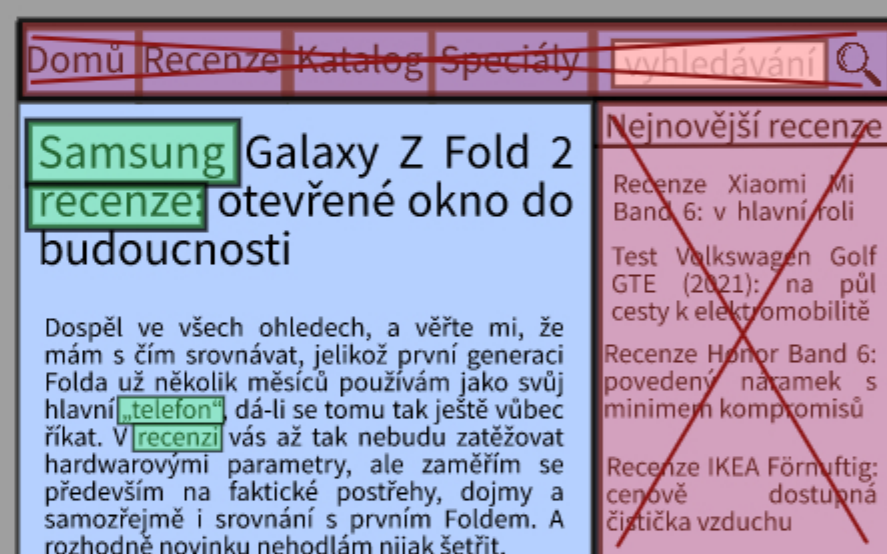 Domů Recenze Katalog Speciály vyhledávání
Samsung Galaxy Z Fold 2
recenze: otevřené okno do
budoucnosti
Dospěl ve všech ohledech, a věřte mi, že
mám s čím srovnávat, jelikož první generaci
Folda už několik měsíců používám jako svůj
hlavní „telefon“, dá-li se tomu tak ještě vůbec
říkat. V recenzi vás až tak nebudu zatěžovat
hardwarovými parametry, ale zaměřím se
především na faktické postřehy, dojmy a
samozřejmě i srovnání s prvním Foldem. A
rozhodně novinku nehodlám nijak šetřit.
Nejnovější recenze
Recenze Xiaomi Mi
Band 6: v hlavní roli
Test Volkswagen Golf
GTE (2021): na půl
cesty k elektromobilitě
Recenze Honor Band 6:
povedený náramek s
minimem kompromisů
Recenze IKEA Förnuftig:
cenově dostupná
čistička vzduchu